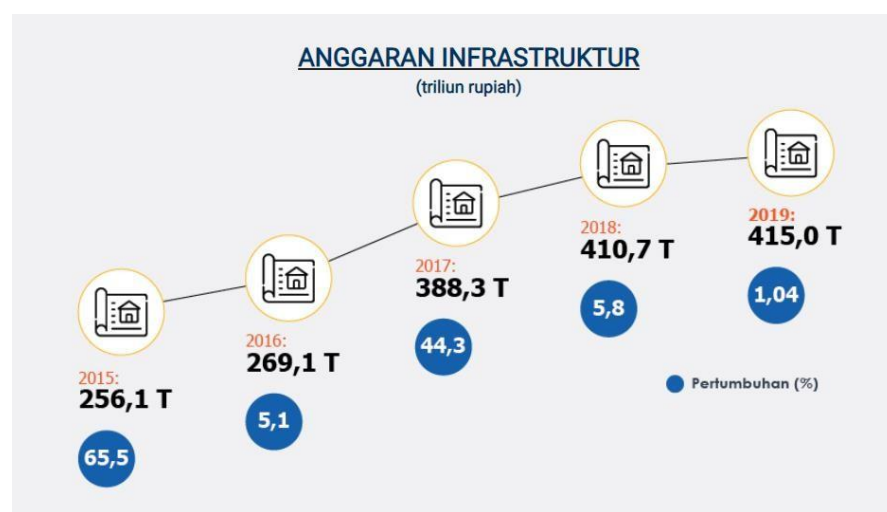 ANGGARAN INFRASTRUKTUR
(triliun rupiah)
2015:
256,1 T
65,5
2016:
269,1 T
5,1
2017:
388,3 T
44,3
2018:
410,7 T
5,8
2019:
415,0 T
1,04
Pertumbuhan (%)